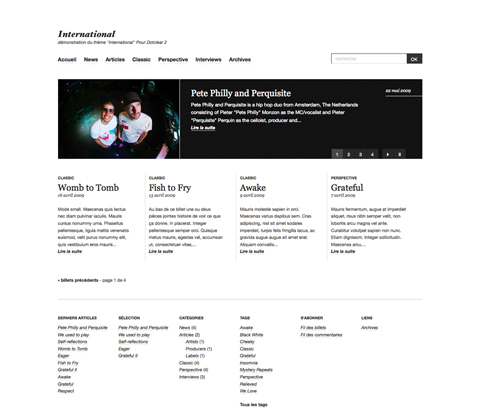 International
démonstration du thème "International" Pour Dotclear 2
Accueil News Articles Classic Perspective Interviews Archives
rechercher OK
Pete Philly and Perquisite
22 mai 2009
Pete Philly and Perquisite is a hip hop duo from Amsterdam, The Netherlands
consisting of Pieter "Pete Philly" Monzon as the MC/vocalist and Pieter
"Perquisite" Perquin as the cellolist, producer and...
Lire la suite
1 2 3 4
CLASSIC
Womb to Tomb
16 avril 2009
Mode small. Maecenas quis lectus
nec diam pulvinar iaculis. Mauris
cursus nonummy urna. Phasellus
pellentesque, ligula mattis venenatis
euismod, velit purus nonummy elit,
quis vestibulum eros mauris...
Lire la suite
CLASSIC
Fish to Fry
13 avril 2009
Au bas de ce billet une ou deux
pièces jointes histoire de voir ce que
ça donne. In placerat. Integer
pellentesque semper orci. Quisque
metus mauris, egestas vel, accumsan
ut, consectetuer vitae,...
Lire la suite
CLASSIC
Awake
9 avril 2009
Mauris molestie sapien in orci.
Maecenas varius dapibus sem. Cras
adipiscing, nisl sit amet sodales
imperdiet, turpis felis fringilla lacus, ac
gravida augue augue sit amet erat.
Aliquam convallis...
Lire la suite
PERSPECTIVE
Grateful
7 avril 2009
Mauris fermentum, augue at imperdiet
aliquet, risus nibh semper velit, non
lobortis arcu magna vel ante.
Curabitur volutpat sapien non nunc.
Etiam dignissim. Integer sollicitudin.
Maecenas arcu....
Lire la suite
« billets précédents - page 1 de 4
DERNIERS ARTICLES
Pete Philly and Perquisite
We used to play
Self-reflections
Womb to Tomb
Eager
Fish to Fry
Grateful II
Awake
Grateful
Respect
SÉLECTION
Pete Philly and Perquisite
We used to play
Self-reflections
Eager
Grateful II
CATÉGORIES
News (4)
Articles (2)
Artists (1)
Producers (1)
Labels (1)
Classic (4)
Perspective (4)
Interviews (3)
TAGS
Awake
Black White
Cheeky
Classic
Grateful
Insomnia
Mystery Repeats
Perspective
Relieved
We Love
Tous les tags
S'ABONNER
Fil des billets
Fil des commentaires
LIENS
Archives